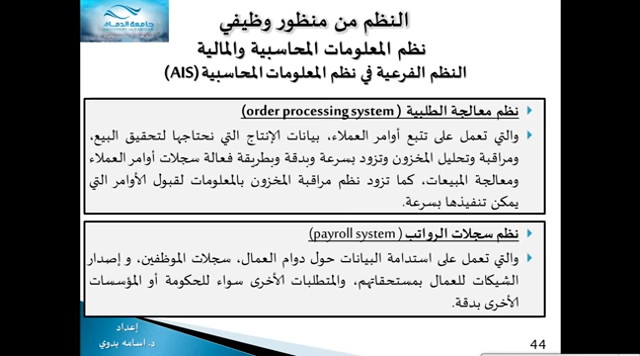 جامعة الدمام
النظم من منظور وظيفي
نظم المعلومات المحاسبية والمالية
النظم الفرعية في نظم المعلومات المحاسبية (AIS)
نظم معالجة الطلبية ( order processing system)
والتي تعمل على تتبع أوامر العملاء، بيانات الإنتاج التي نحتاجها لتحقيق البيع،
ومراقبة وتحليل المخزون وتزود بسرعة وبدقة وبطريقة فعالة سجلات أوامر العملاء
ومعالجة المبيعات، كما تزود نظم مراقبة المخزون بالمعلومات لقبول الأوامر التي
يمكن تنفيذها بسرعة.
نظم سجلات الرواتب ( payroll system)
والتي تعمل على استدامة البيانات حول دوام العمال، سجلات الموظفين، و إصدار
الشيكات للعمال بمستحقاتهم، والمتطلبات الأخرى سواء للحكومة أو المؤسسات
الأخرى بدقة.
إعداد
د. اسامه بدوي
44